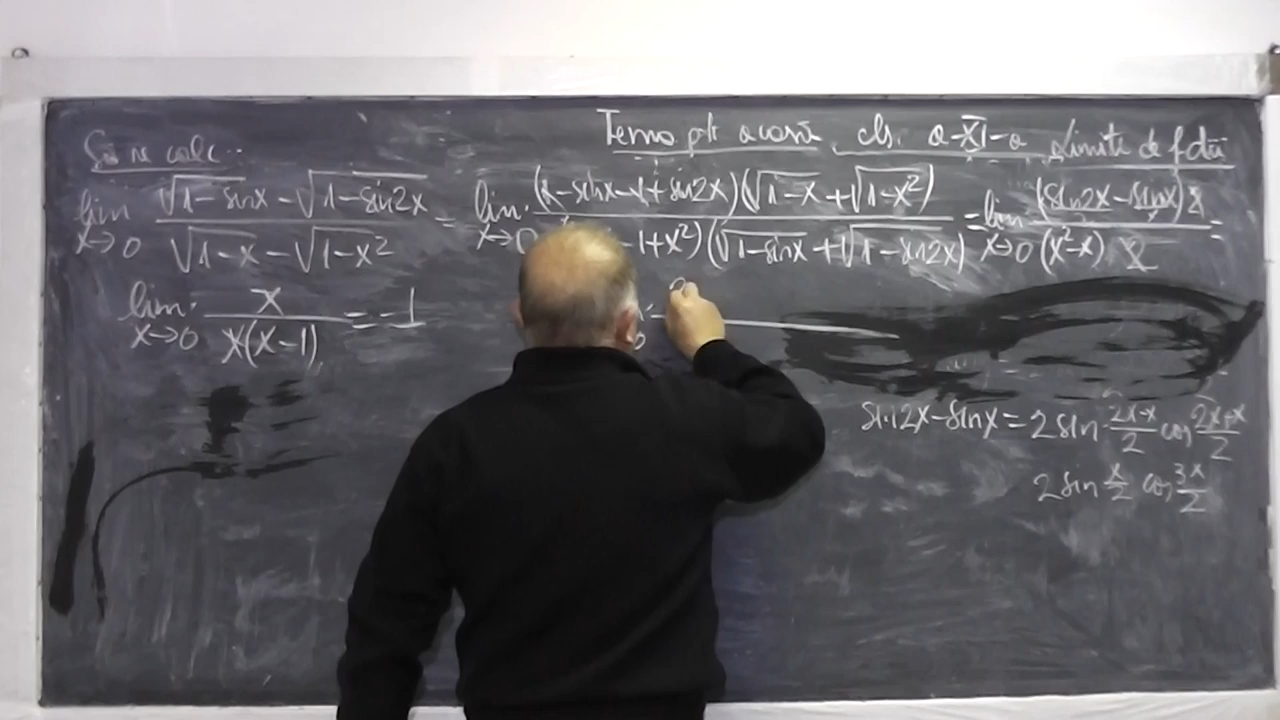 Temă ptr acasă, cls. a-XI-a Limite de fcții
Să se calc..
lim x→0 (√1-sinx - √1-sin2x)/(√1-x - √1-x²) = lim x→0 ((1-sinx-1+sin2x)(√1-x + √1-x²))/( -1+x²)(√1-sinx + √1-sin2x) = lim x→0 (sin2x-sinx)2/(x²-x) 2 =
lim x→0 x/x(x-1) = -1
sin2x-sinx = 2sin (2x-x)/2 cos (2x+x)/2
2sin x/2 cos 3x/2